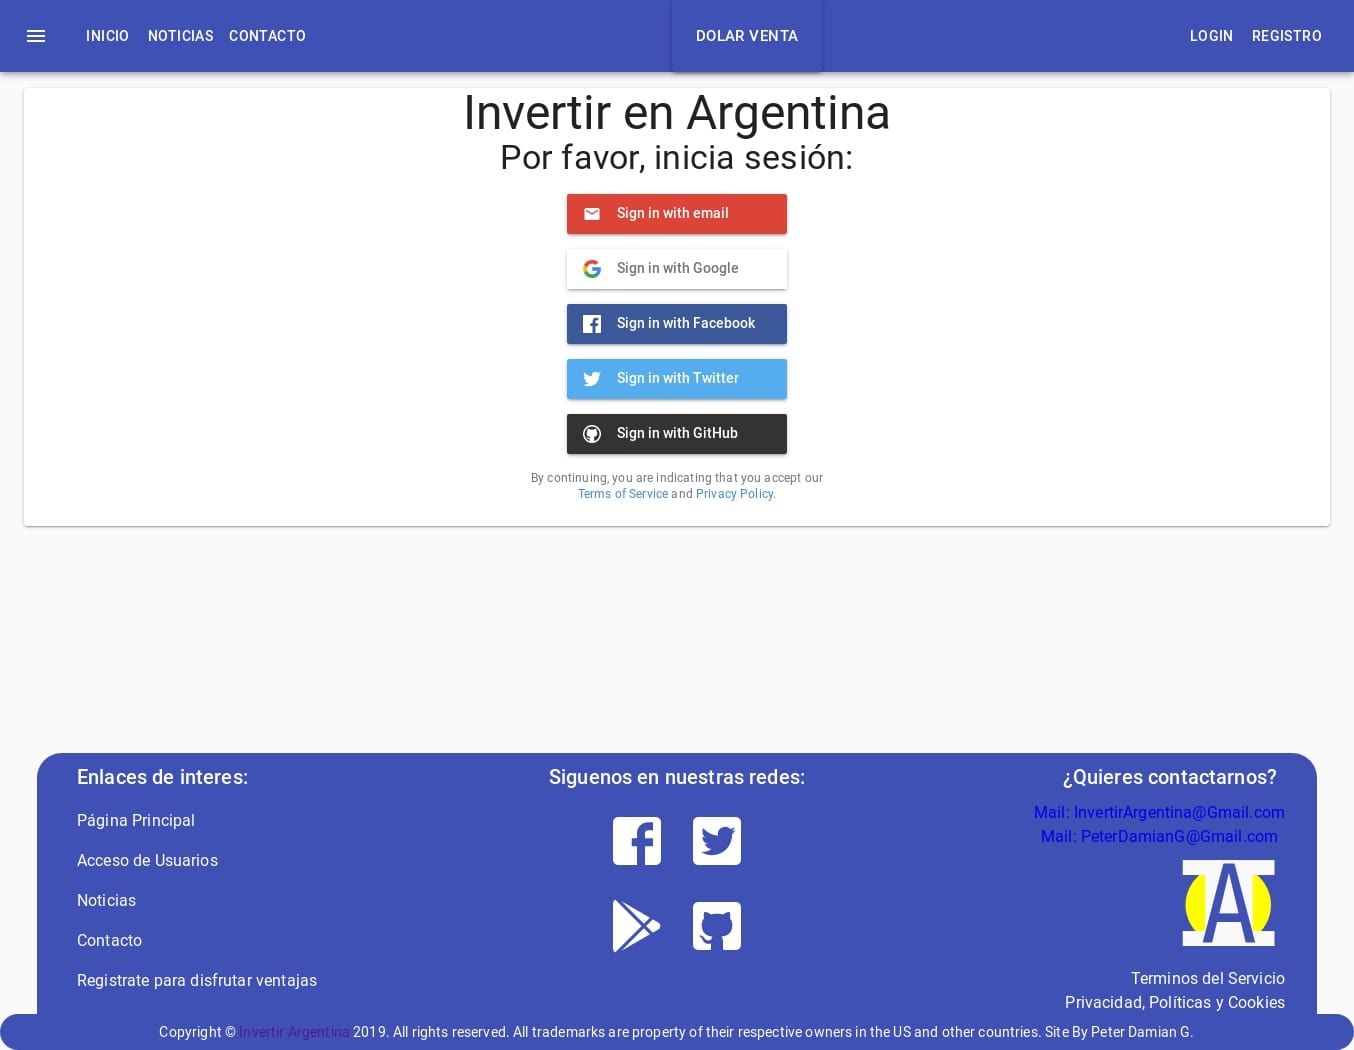 INICIO NOTICIAS CONTACTO DOLAR VENTA LOGIN REGISTRO
Invertir en Argentina
Por favor, inicia sesión:
Sign in with email
Sign in with Google
Sign in with Facebook
Sign in with Twitter
Sign in with GitHub
By continuing, you are indicating that you accept our
Terms of Service and Privacy Policy.
Enlaces de interes:
Página Principal
Acceso de Usuarios
Noticias
Contacto
Registrate para disfrutar ventajas
Siguenos en nuestras redes:
¿Quieres contactarnos?
Mail: InvertirArgentina@Gmail.com
Mail: PeterDamianG@Gmail.com
Terminos del Servicio
Privacidad, Políticas y Cookies
Copyright © Invertir Argentina 2019. All rights reserved. All trademarks are property of their respective owners in the US and other countries. Site By Peter Damian G.